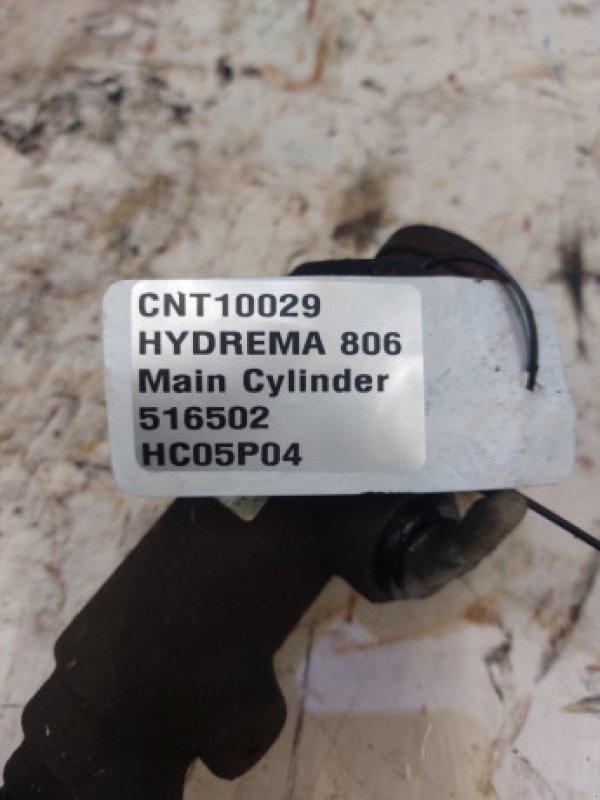 CNT10029
HYDREMA 806
Main Cylinder
516502
HC05P04